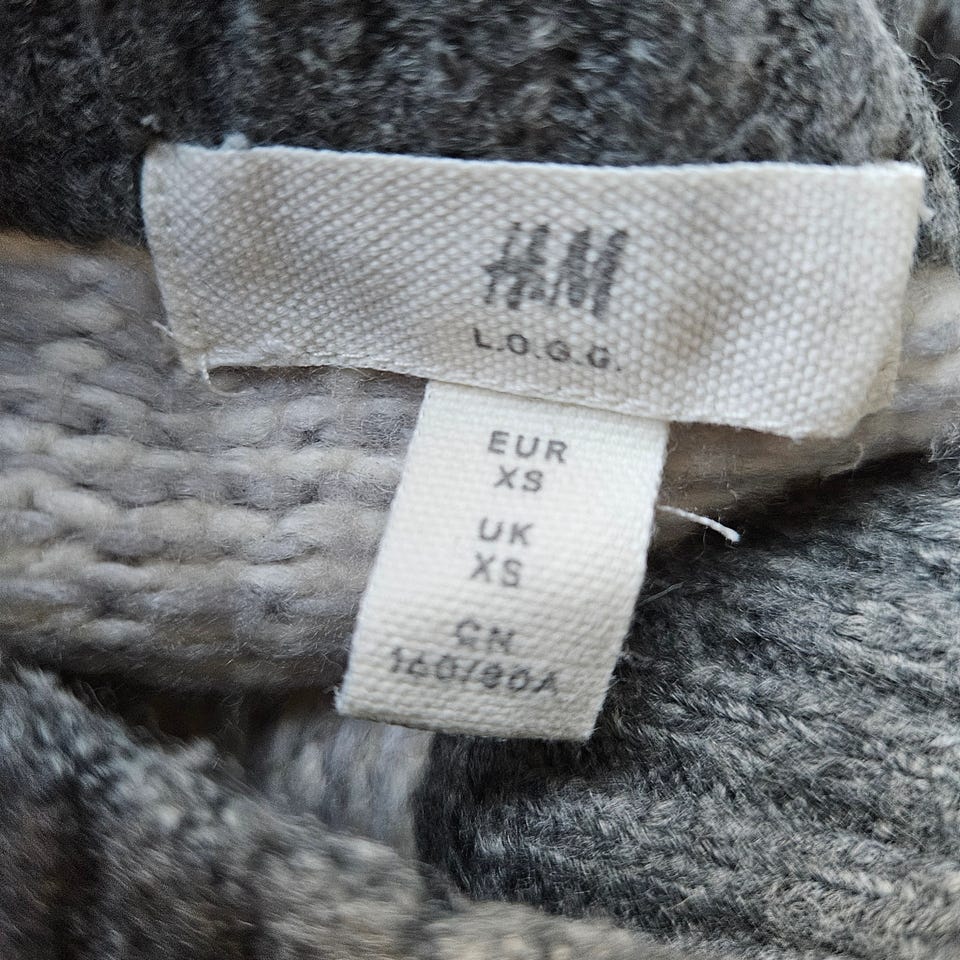 H&M
L.O.G.G.
EUR
XS
UK
XS
CN
160/80A